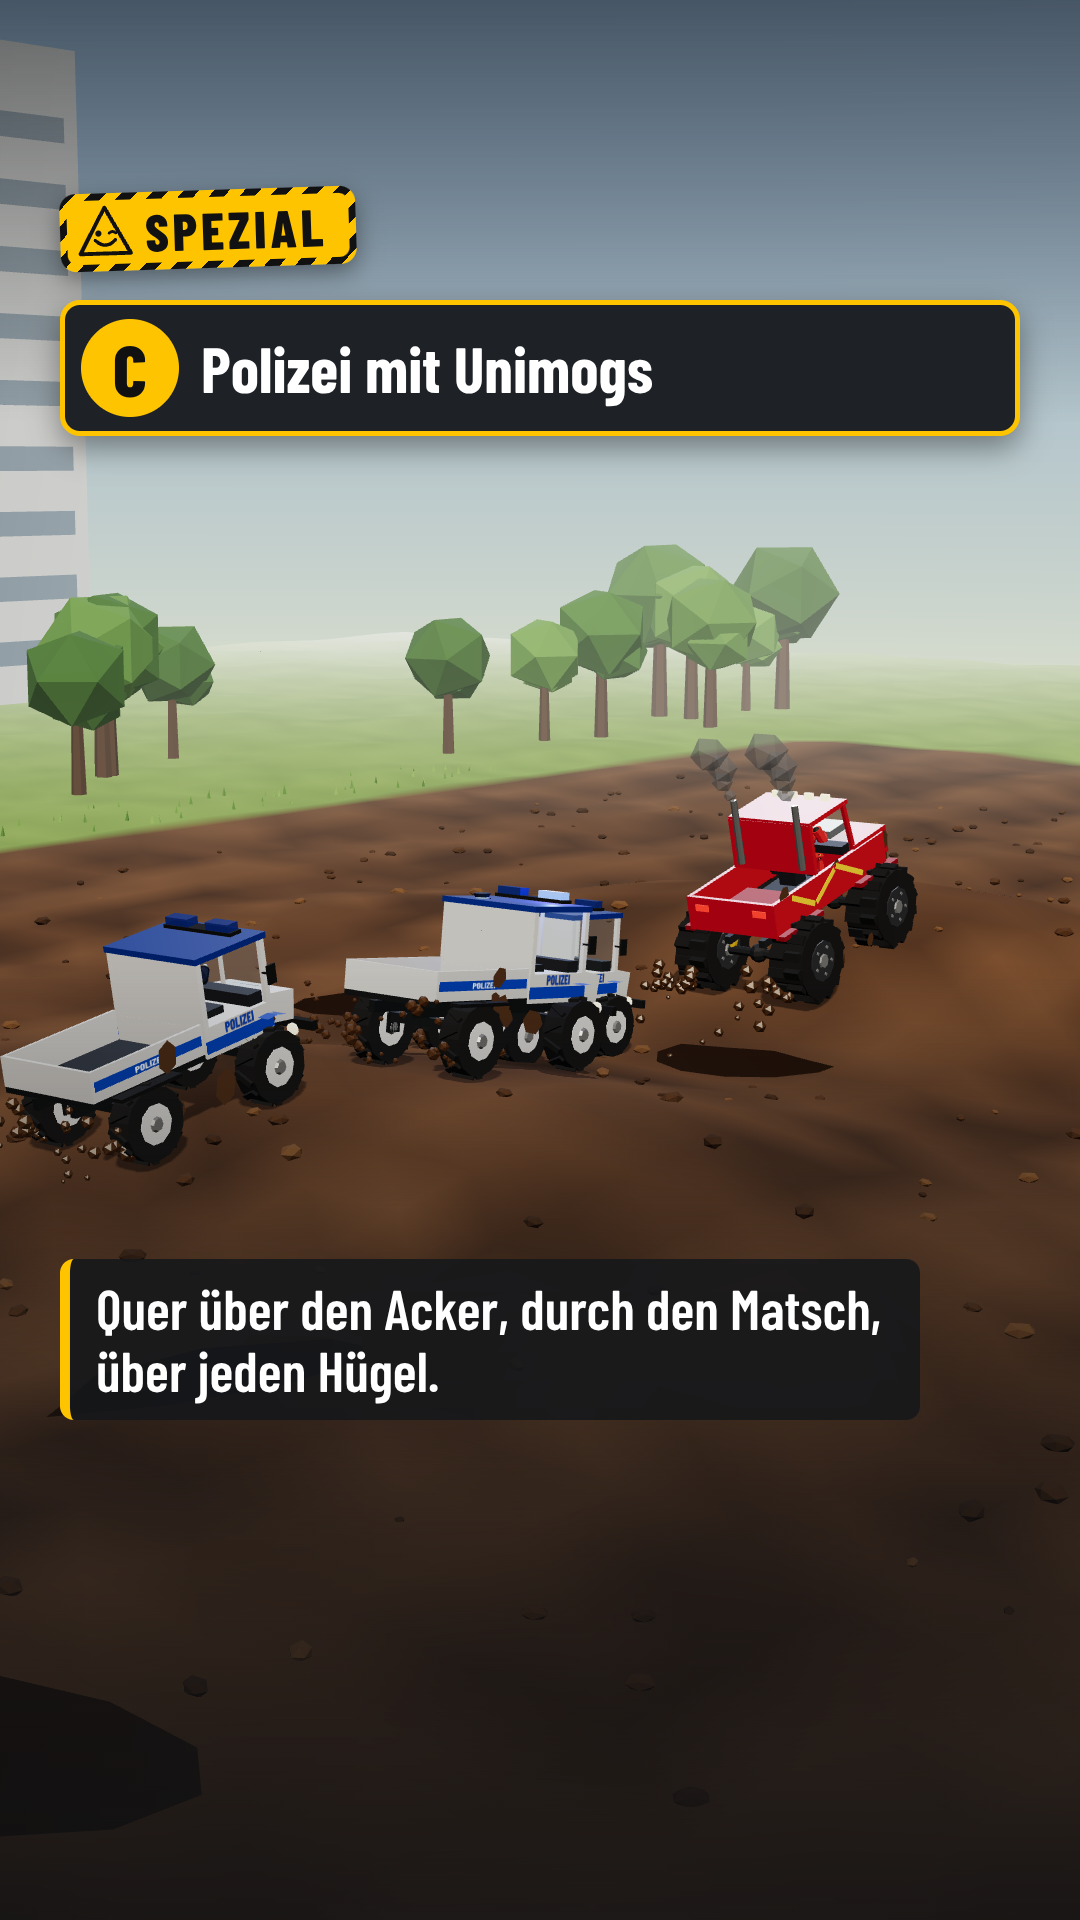 SPEZIAL
C Polizei mit Unimogs
POLIZEI
POLIZEI
POLIZEI
Quer über den Acker, durch den Matsch,
über jeden Hügel.